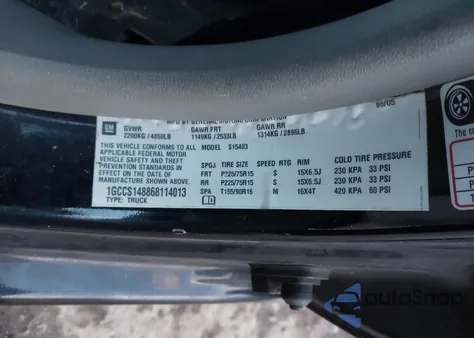 MFD BY GENERAL MOTORS CORPORATION
05/05
GM
GVWR GAWR FRT GAWR RR
2200KG / 4850LB 1149KG / 2533LB 1314KG / 2896LB
THIS VEHICLE CONFORMS TO ALL MODEL S15403
APPLICABLE FEDERAL MOTOR
VEHICLE SAFETY, BUMPER, AND THEFT
PREVENTION STANDARDS SPGJ TIRE SIZE SPEED RTG RIM COLD TIRE PRESSURE
IN EFFECT ON THE DATE OF FRT P225/75R15 S 15X6.5J 230 KPA 33 PSI
MANUFACTURE SHOWN ABOVE. RR P225/75R15 S 15X6.5J 230 KPA 33 PSI
1GCCS148868114013 SPA T155/90R16 M 16X4T 420 KPA 60 PSI
TYPE: TRUCK
autoSnap